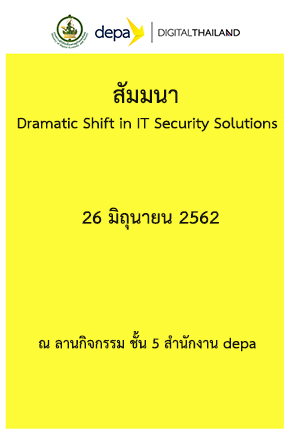 depa | DIGITALTHAILAND
สัมมนา
Dramatic Shift in IT Security Solutions
26 มิถุนายน 2562
ณ ลานกิจกรรม ชั้น 5 สำนักงาน depa